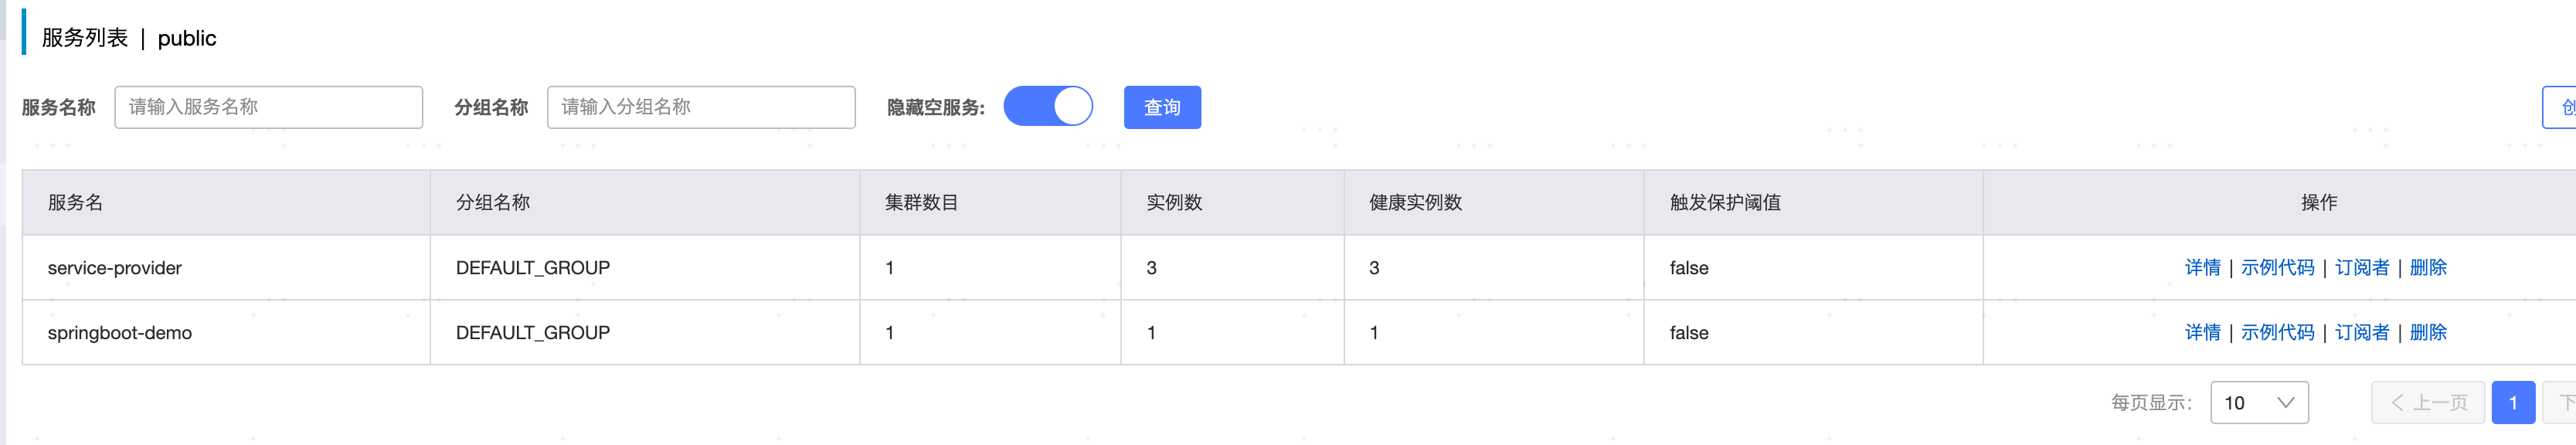 服务列表 | public
服务名称 请输入服务名称 分组名称 请输入分组名称 隐藏空服务: 查询 创
服务名 分组名称 集群数目 实例数 健康实例数 触发保护阈值 操作
service-provider DEFAULT_GROUP 1 3 3 false 详情 | 示例代码 | 订阅者 | 删除
springboot-demo DEFAULT_GROUP 1 1 1 false 详情 | 示例代码 | 订阅者 | 删除
每页显示: 10 上一页 1 下